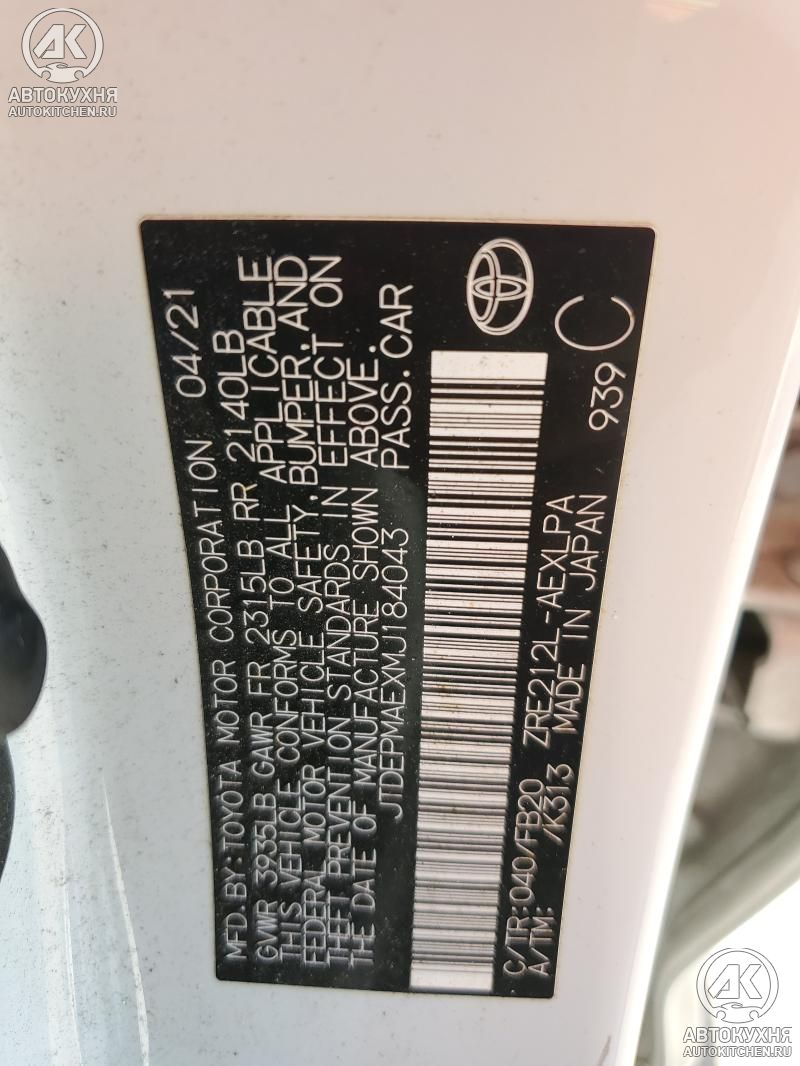 AK
АВТОКУХНЯ
AUTOKITCHEN.RU
MFD.BY:TOYOTA MOTOR CORPORATION 04/21
GVWR 3935LB GAWR FR 2315LB RR 2140LB
THIS VEHICLE CONFORMS TO ALL APPLICABLE
FEDERAL MOTOR VEHICLE SAFETY,BUMPER,AND
THEFT PREVENTION STANDARDS IN EFFECT ON
THE DATE OF MANUFACTURE SHOWN ABOVE.
JTDEPMAEXMJ184043 PASS.CAR
C/TR:040/FB20 ZRE212L-AEXLPA 939 C
A/TM: /K313 MADE IN JAPAN
AK
АВТОКУХНЯ
AUTOKITCHEN.RU